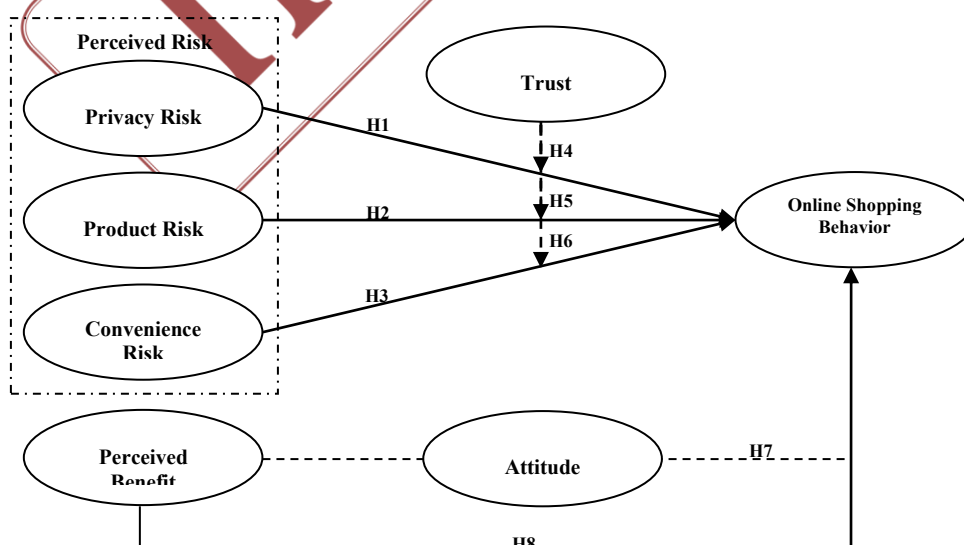 Perceived Risk
Privacy Risk
Trust
H1
H4
Product Risk
H2
H5
Online Shopping
Behavior
H6
H3
Convenience
Risk
Perceived
Benefit
Attitude
H7
H8